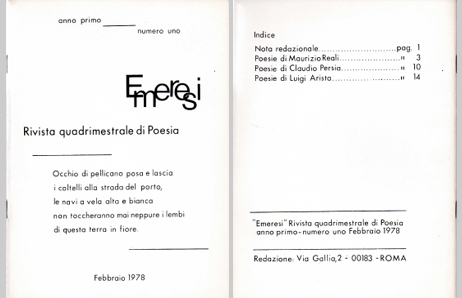 anno primo
numero uno
Emeresi
Rivista quadrimestrale di Poesia
Occhio di pellicano posa e lascia
i coltelli alla strada del porto,
le navi a vela alta e bianca
non toccheranno mai neppure i lembi
di questa terra in fiore.
Febbraio 1978
Indice
Nota redazionale........................pag. 1
Poesie di Maurizio Reali..................." 3
Poesie di Claudio Persia..................." 10
Poesie di Luigi Arista......................" 14
"Emeresi" Rivista quadrimestrale di Poesia
anno primo-numero uno Febbraio 1978
Redazione: Via Gallia,2 - 00183 -ROMA